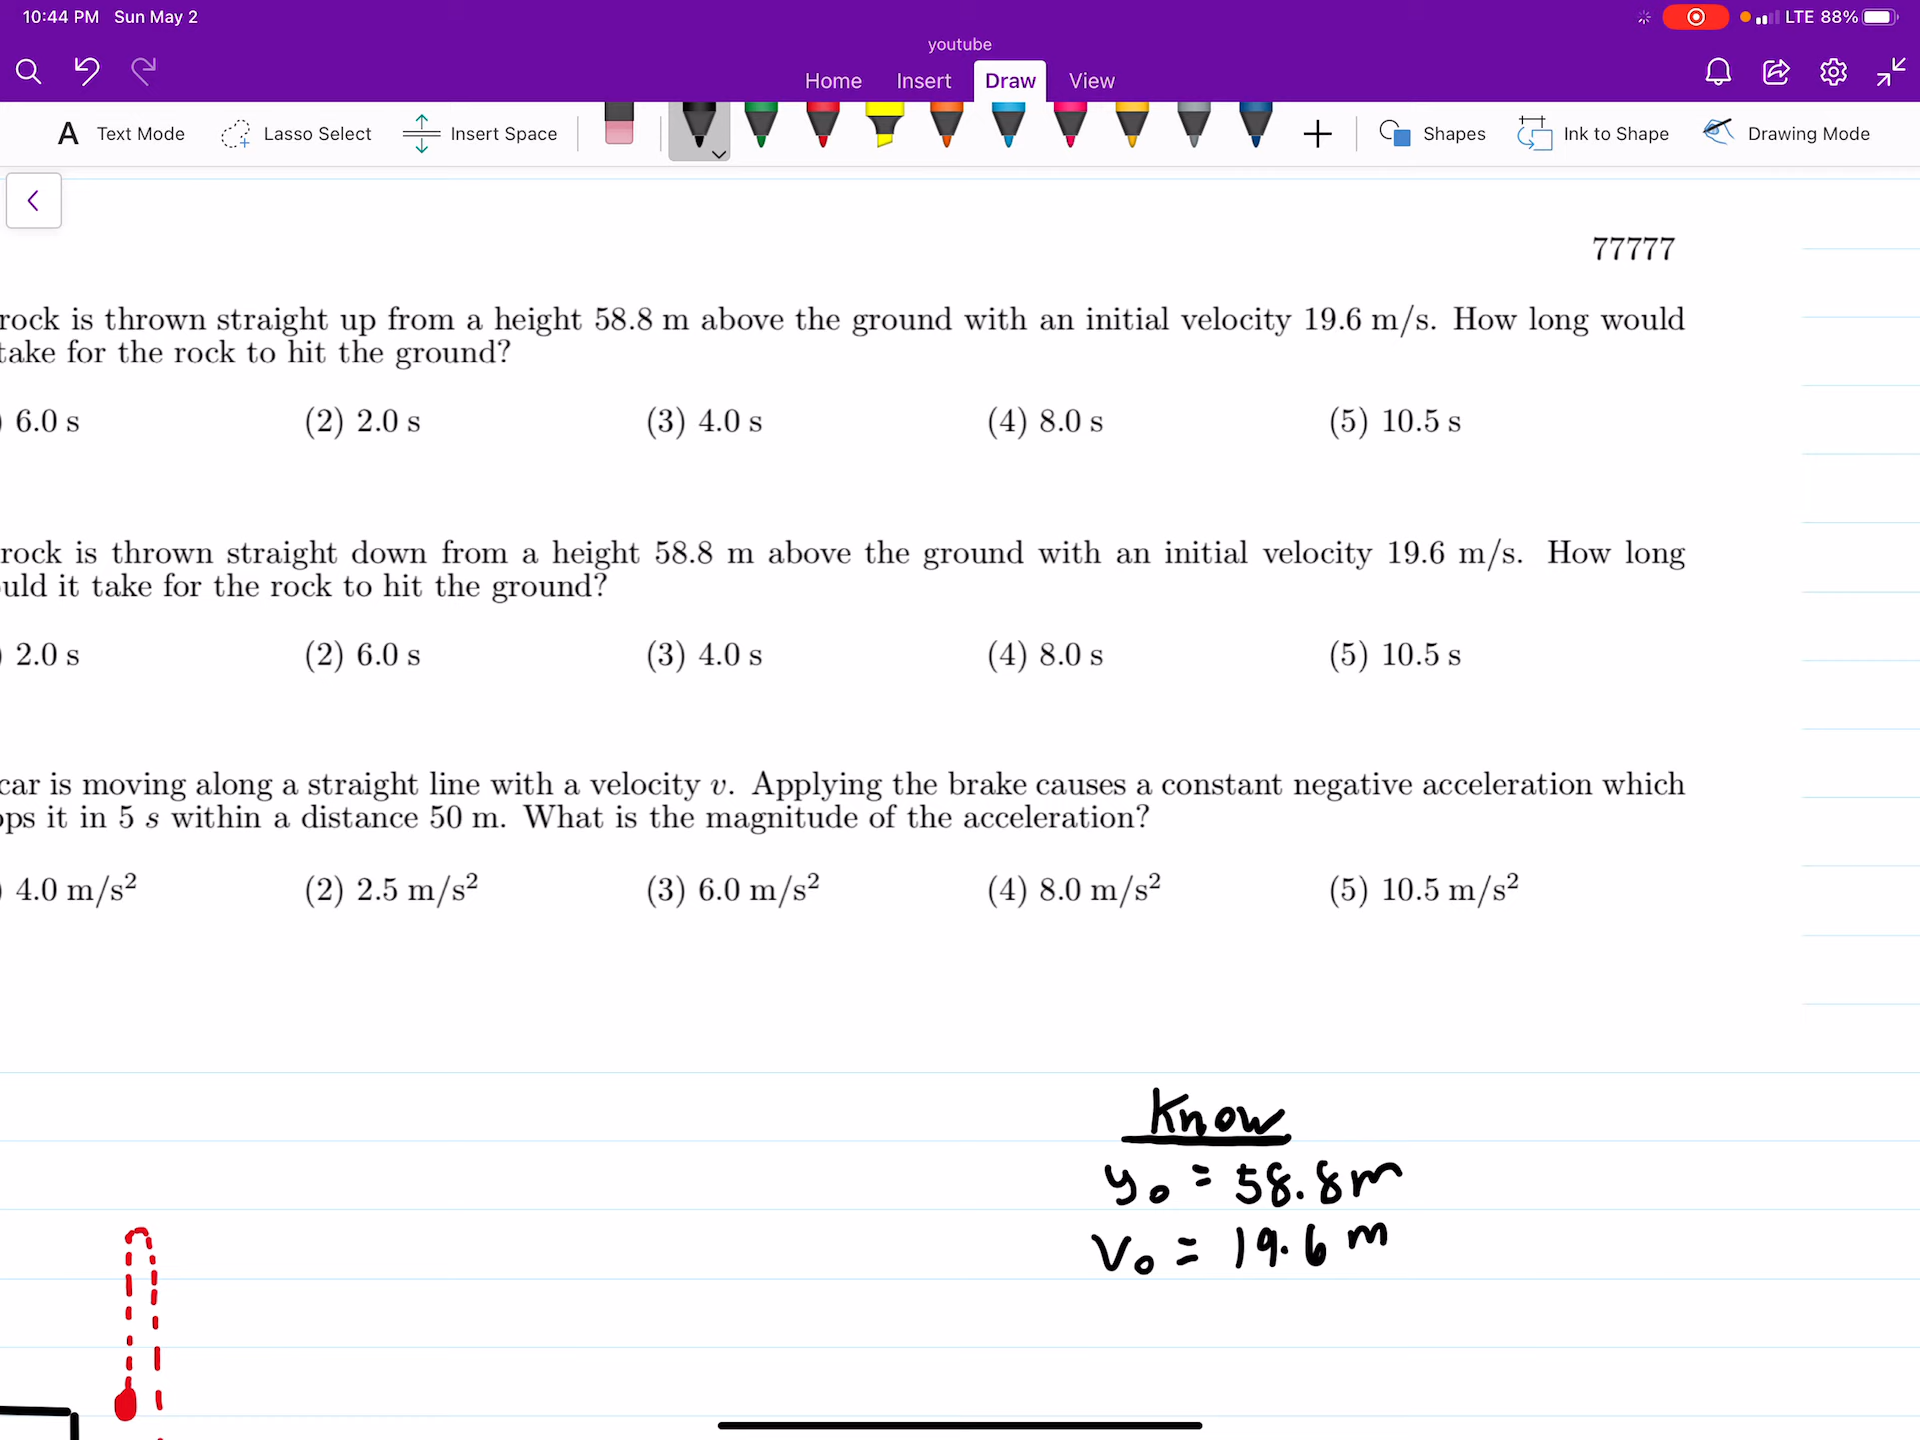 10:44 PM Sun May 2
LTE 88%
youtube
Home Insert Draw View
A Text Mode Lasso Select Insert Space Shapes Ink to Shape Drawing Mode
77777
rock is thrown straight up from a height 58.8 m above the ground with an initial velocity 19.6 m/s. How long would
take for the rock to hit the ground?
) 6.0 s (2) 2.0 s (3) 4.0 s (4) 8.0 s (5) 10.5 s
rock is thrown straight down from a height 58.8 m above the ground with an initial velocity 19.6 m/s. How long
uld it take for the rock to hit the ground?
) 2.0 s (2) 6.0 s (3) 4.0 s (4) 8.0 s (5) 10.5 s
car is moving along a straight line with a velocity v. Applying the brake causes a constant negative acceleration which
ops it in 5 s within a distance 50 m. What is the magnitude of the acceleration?
) 4.0 m/s² (2) 2.5 m/s² (3) 6.0 m/s² (4) 8.0 m/s² (5) 10.5 m/s²
Know
y₀ = 58.8 m
v₀ = 19.6 m